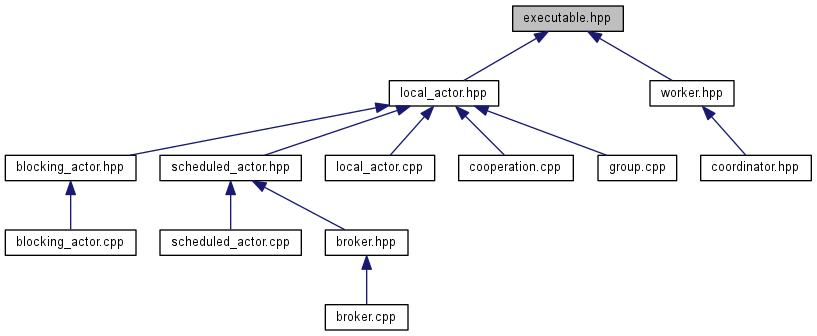 executable.hpp
local_actor.hpp
worker.hpp
blocking_actor.hpp
scheduled_actor.hpp
local_actor.cpp
cooperation.cpp
group.cpp
coordinator.hpp
blocking_actor.cpp
scheduled_actor.cpp
broker.hpp
broker.cpp